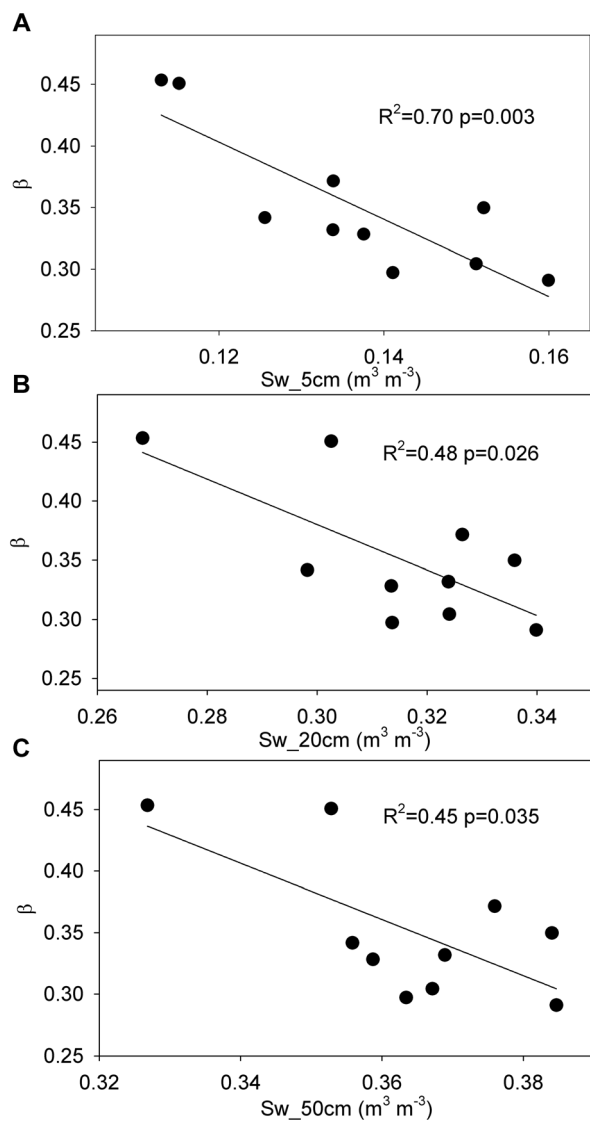 A
0.45
0.40
0.35
0.30
0.25
β
R²=0.70 p=0.003
0.12 0.14 0.16
Sw_5cm (m³ m⁻³)
B
0.45
0.40
0.35
0.30
0.25
β
R²=0.48 p=0.026
0.26 0.28 0.30 0.32 0.34
Sw_20cm (m³ m⁻³)
C
0.45
0.40
0.35
0.30
0.25
β
R²=0.45 p=0.035
0.32 0.34 0.36 0.38
Sw_50cm (m³ m⁻³)